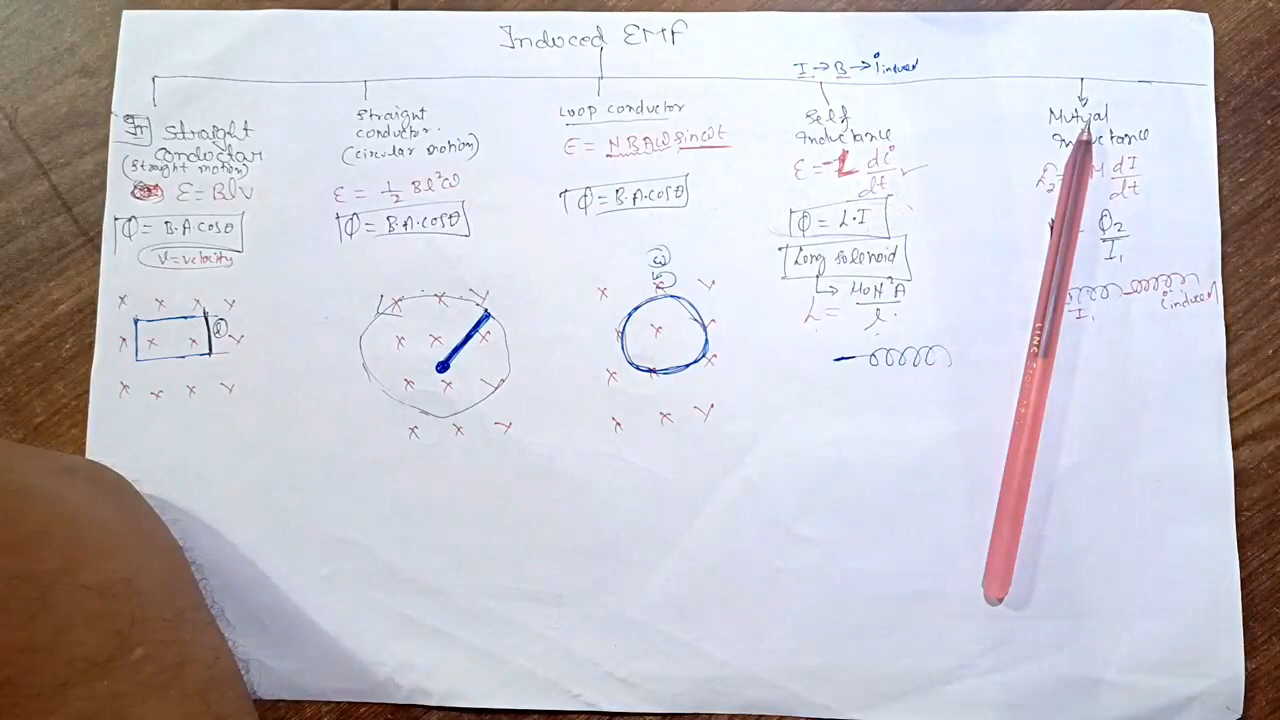 Induced EMF
Straight
conductor
(straight motion)
ε = Blv
Φ = B.A.cosθ
v = velocity
x x x x
x x x l x
x x x x
Straight
conductor.
(circular motion)
ε = 1/2 Bl²ω
Φ = B.A.cosθ
x x x
x x x
x x x
x x x
Loop conductor
ε = NBAω sinωt
Φ = B.A.cosθ
ω
x x x
x x x
x x x
x x x
I → B → i induced
Self
inductance
ε = -L di/dt ✓
Φ = L.I
Long solenoid
L = μ₀N²A/l.
Mutual
M dI/dt
Φ₂/I₁
I₁
i induced
LINC